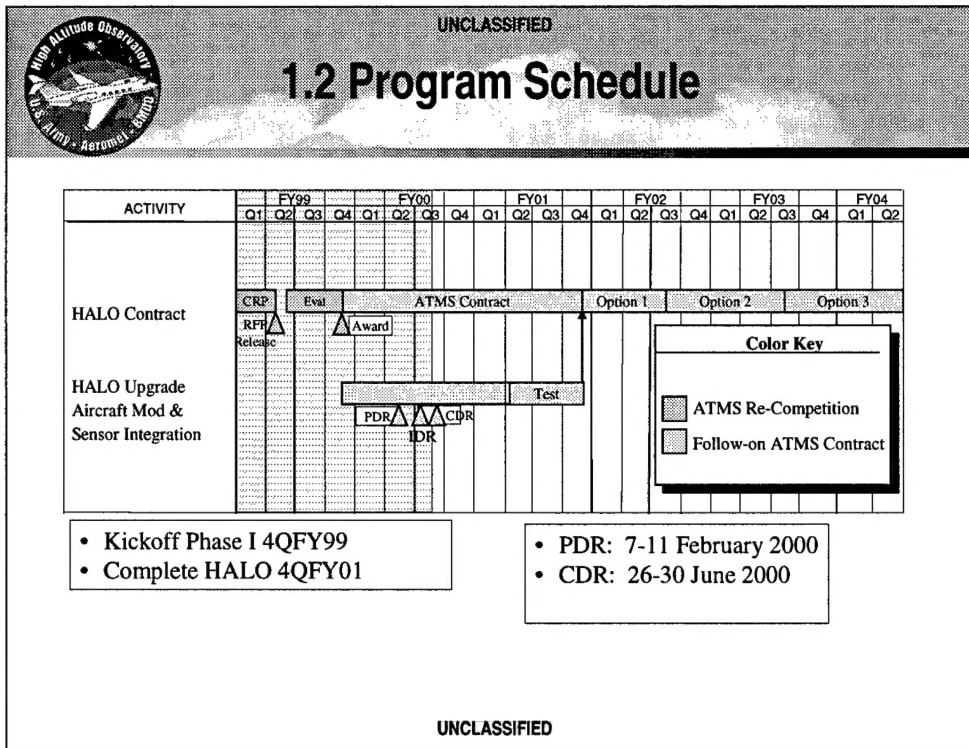 UNCLASSIFIED
High ALtitude Observatory
U.S. Army - Aeromet - BMDO
1.2 Program Schedule
ACTIVITY
FY99 FY00 FY01 FY02 FY03 FY04
Q1 Q2 Q3 Q4 Q1 Q2 Q3 Q4 Q1 Q2 Q3 Q4 Q1 Q2 Q3 Q4 Q1 Q2 Q3 Q4 Q1 Q2
HALO Contract
CRP Eval ATMS Contract Option 1 Option 2 Option 3
RFP
Release
Award
HALO Upgrade
Aircraft Mod &
Sensor Integration
Test
PDR CDR
IDR
Color Key
ATMS Re-Competition
Follow-on ATMS Contract
• Kickoff Phase I 4QFY99
• Complete HALO 4QFY01
• PDR: 7-11 February 2000
• CDR: 26-30 June 2000
UNCLASSIFIED